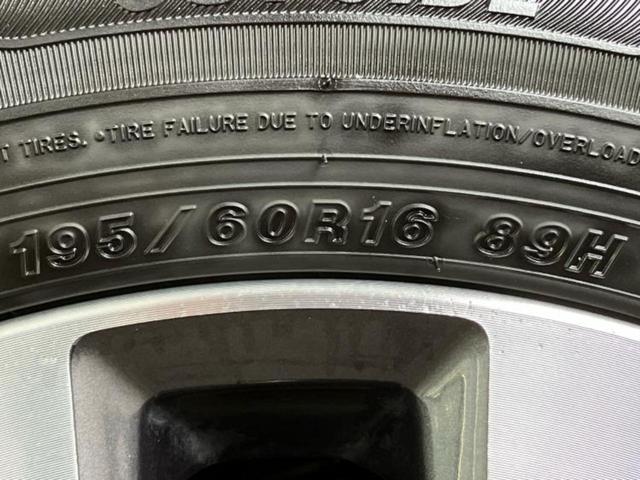 T TIRES. •TIRE FAILURE DUE TO UNDERINFLATION/OVERLOAD
195/60R16 89H